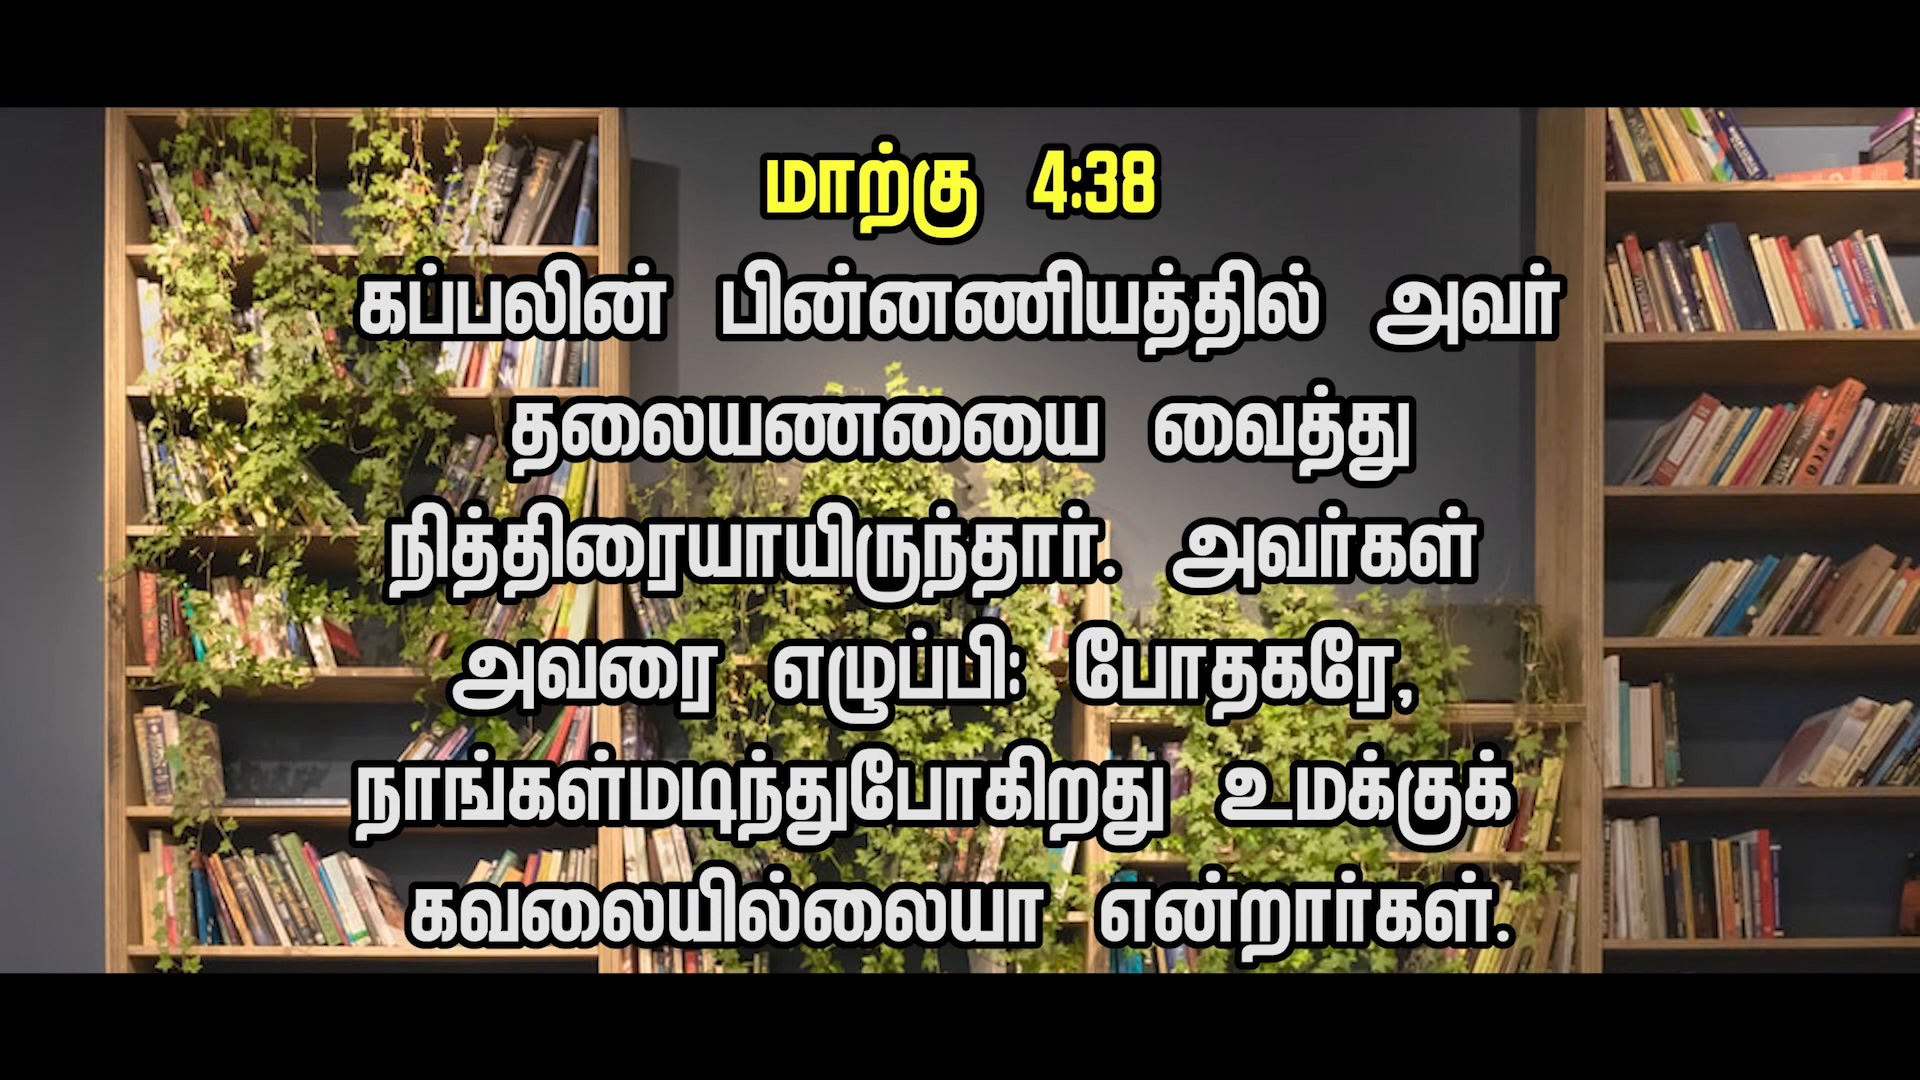 மாற்கு 4:38
கப்பலின் பின்னணியத்தில் அவர்
தலையணையை வைத்து
நித்திரையாயிருந்தார். அவர்கள்
அவரை எழுப்பி: போதகரே,
நாங்கள்மடிந்துபோகிறது உமக்குக்
கவலையில்லையா என்றார்கள்.